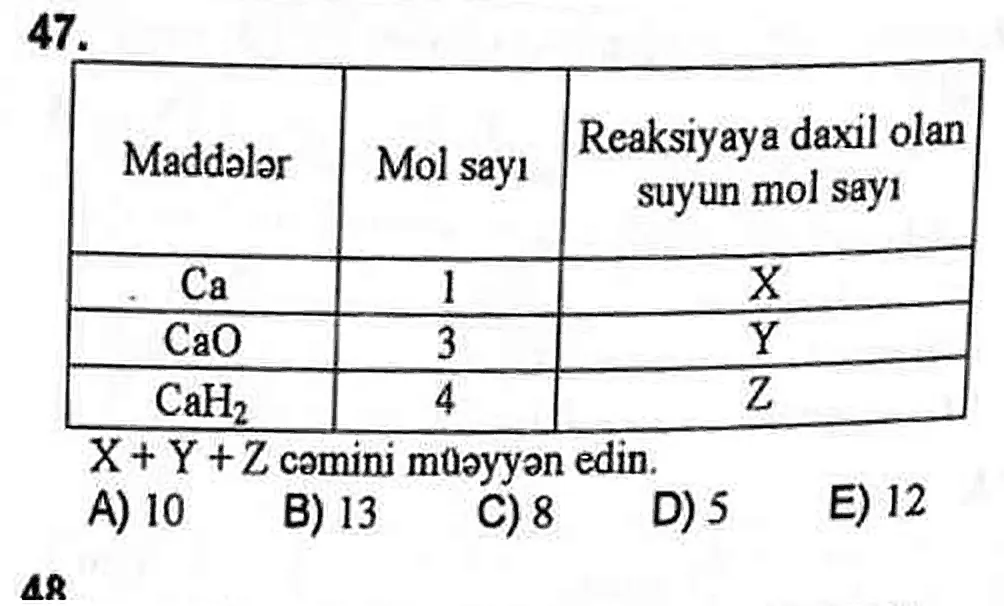 47.
Maddələr Mol sayı Reaksiyaya daxil olan
suyun mol sayı
Ca 1 X
CaO 3 Y
CaH₂ 4 Z
X + Y + Z cəmini müəyyən edin.
A) 10 B) 13 C) 8 D) 5 E) 12
48